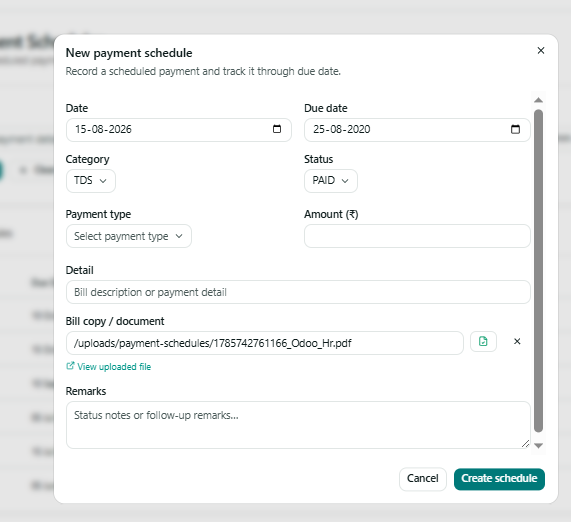 New payment schedule
Record a scheduled payment and track it through due date.
Date
Due date
15-08-2026
25-08-2020
Category
Status
TDS
PAID
Payment type
Amount (₹)
Select payment type
Detail
Bill description or payment detail
Bill copy / document
/uploads/payment-schedules/1785742761166_Odoo_Hr.pdf
View uploaded file
Remarks
Status notes or follow-up remarks...
Cancel
Create schedule